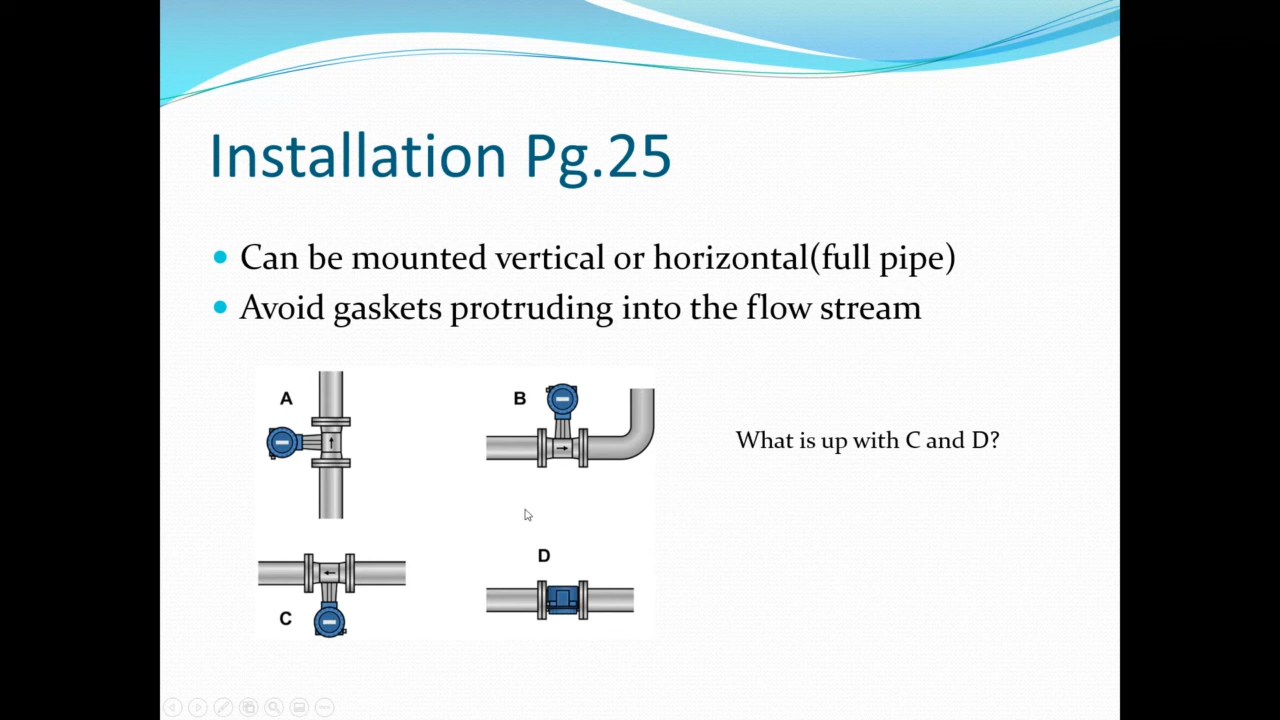 Installation Pg.25
Can be mounted vertical or horizontal(full pipe)
Avoid gaskets protruding into the flow stream
A
B
What is up with C and D?
D
C